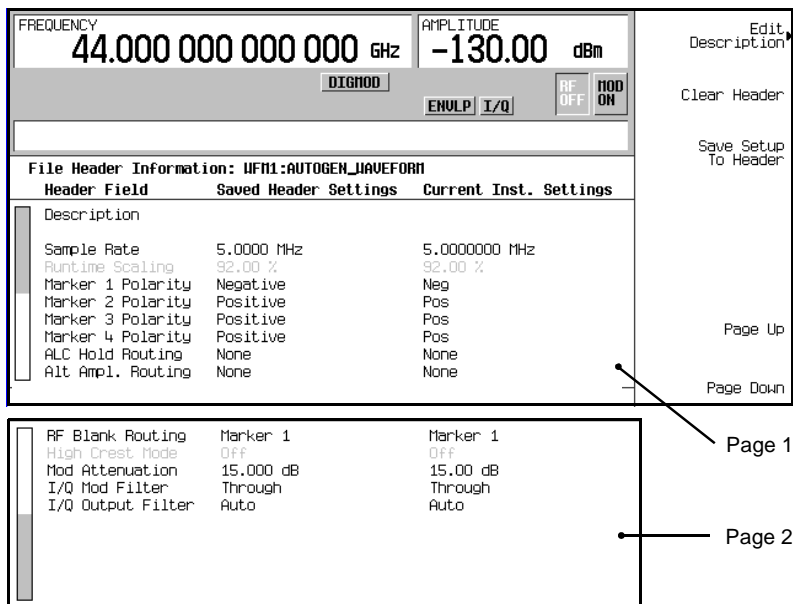 FREQUENCY
44.000 000 000 000 GHz
AMPLITUDE
-130.00 dBm
DIGMOD
ENVLP I/Q
RF OFF
MOD ON
Edit Description
Clear Header
Save Setup To Header
File Header Information: WFM1:AUTOGEN_WAVEFORM
Header Field Saved Header Settings Current Inst. Settings
Description
Sample Rate 5.0000 MHz 5.0000000 MHz
Runtime Scaling 92.00 % 92.00 %
Marker 1 Polarity Negative Neg
Marker 2 Polarity Positive Pos
Marker 3 Polarity Positive Pos
Marker 4 Polarity Positive Pos
ALC Hold Routing None None
Alt Ampl. Routing None None
Page Up
Page Down
Page 1
RF Blank Routing Marker 1 Marker 1
High Crest Mode Off Off
Mod Attenuation 15.000 dB 15.00 dB
I/Q Mod Filter Through Through
I/Q Output Filter Auto Auto
Page 2